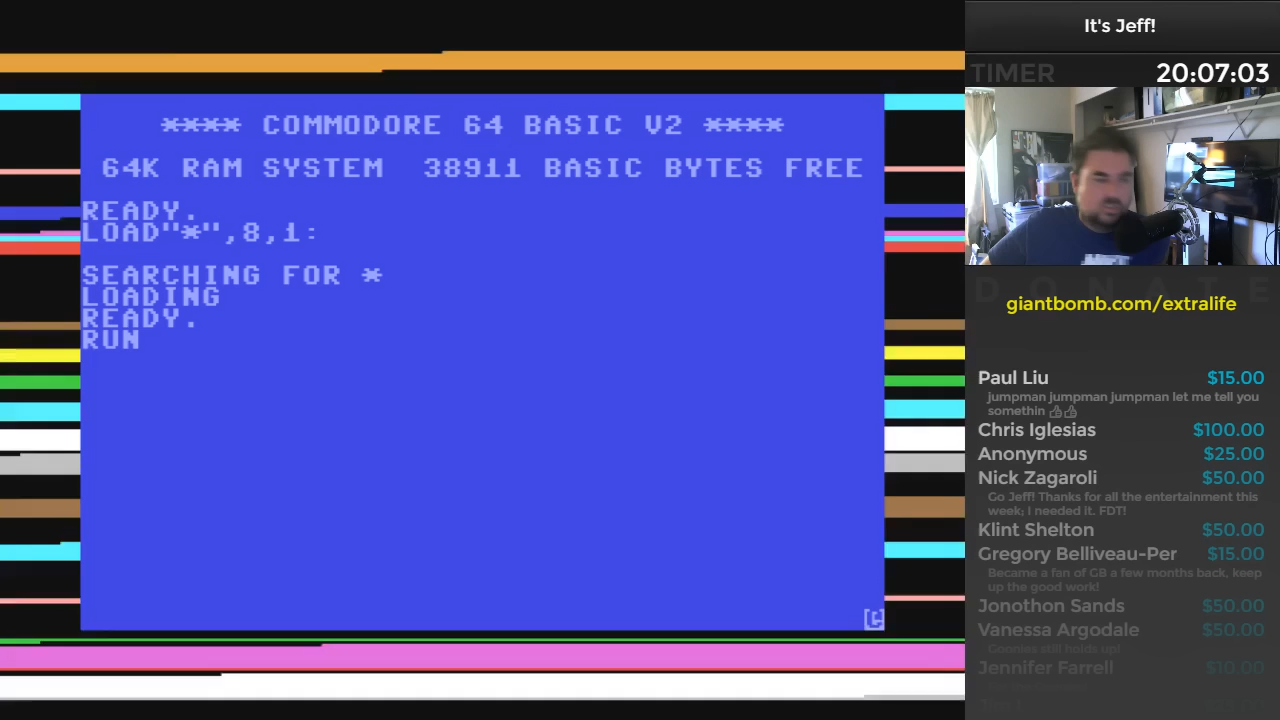 **** COMMODORE 64 BASIC V2 ****
64K RAM SYSTEM 38911 BASIC BYTES FREE
READY.
LOAD"*",8,1:
SEARCHING FOR *
LOADING
READY.
RUN
It's Jeff!
TIMER 20:07:03
DONATE
giantbomb.com/extralife
Paul Liu $15.00
jumpman jumpman jumpman let me tell you
somethin 👍👍
Chris Iglesias $100.00
Anonymous $25.00
Nick Zagaroli $50.00
Go Jeff! Thanks for all the entertainment this
week; I needed it. FDT!
Klint Shelton $50.00
Gregory Belliveau-Per $15.00
Became a fan of GB a few months back, keep
up the good work!
Jonothon Sands $50.00
Vanessa Argodale $50.00
Connies still holds up!
Jennifer Farrell $10.00